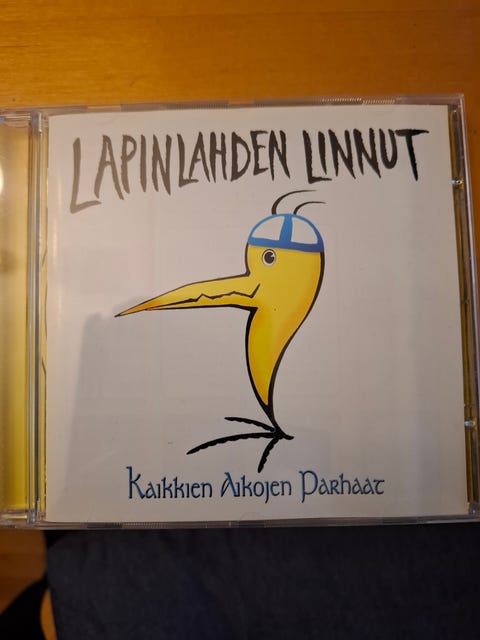 LAPINLAHDEN LINNUT
Kaikkien Aikojen Parhaat